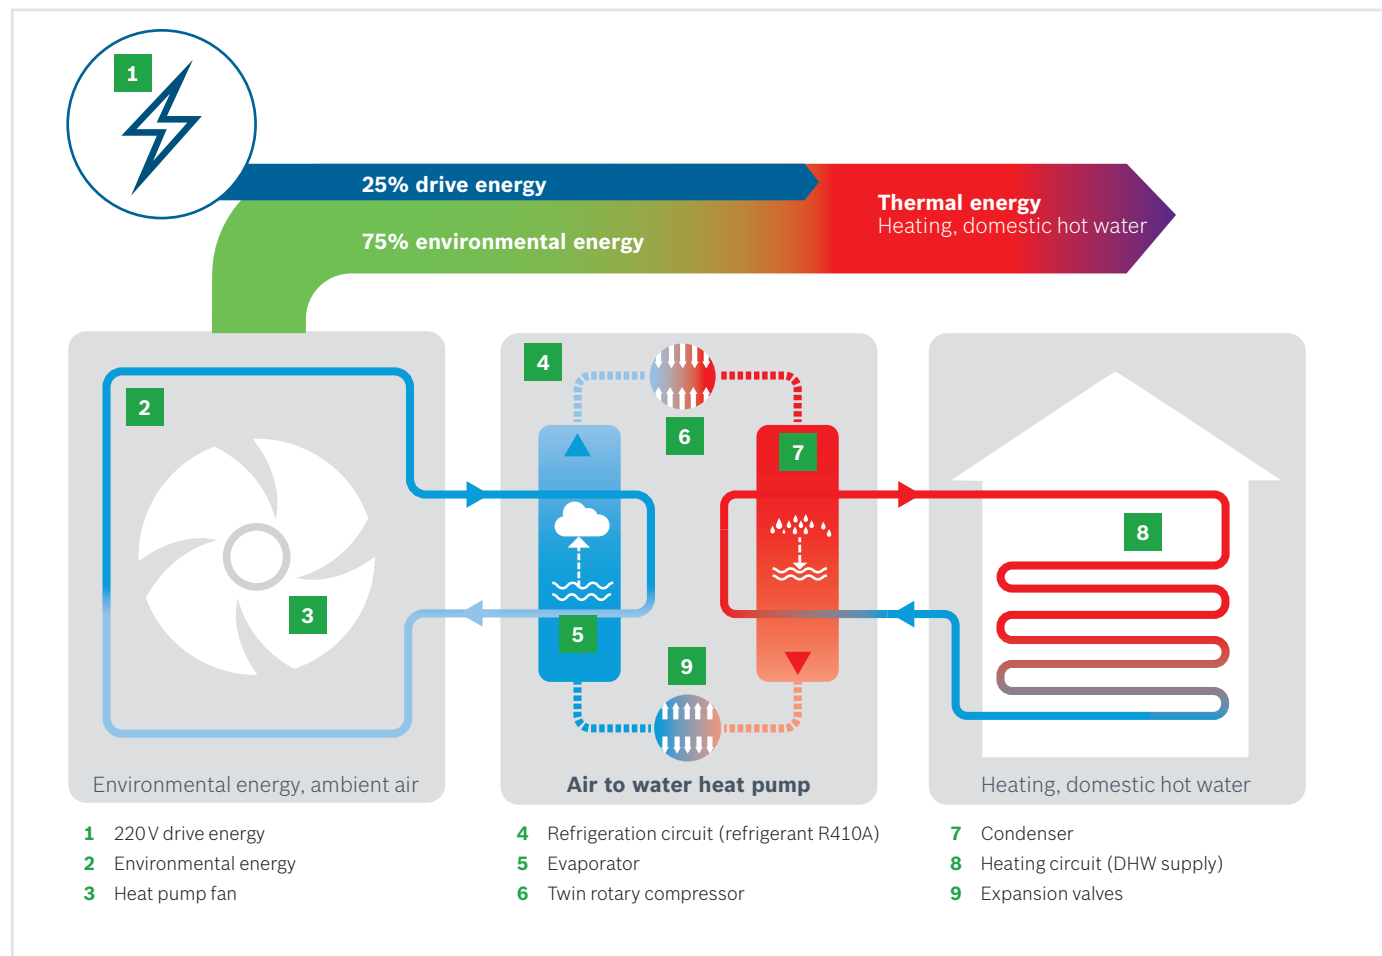 1
25% drive energy
75% environmental energy
Thermal energy
Heating, domestic hot water
2
3
4
5
6
7
8
9
Environmental energy, ambient air
Air to water heat pump
Heating, domestic hot water
1 220 V drive energy
2 Environmental energy
3 Heat pump fan
4 Refrigeration circuit (refrigerant R410A)
5 Evaporator
6 Twin rotary compressor
7 Condenser
8 Heating circuit (DHW supply)
9 Expansion valves